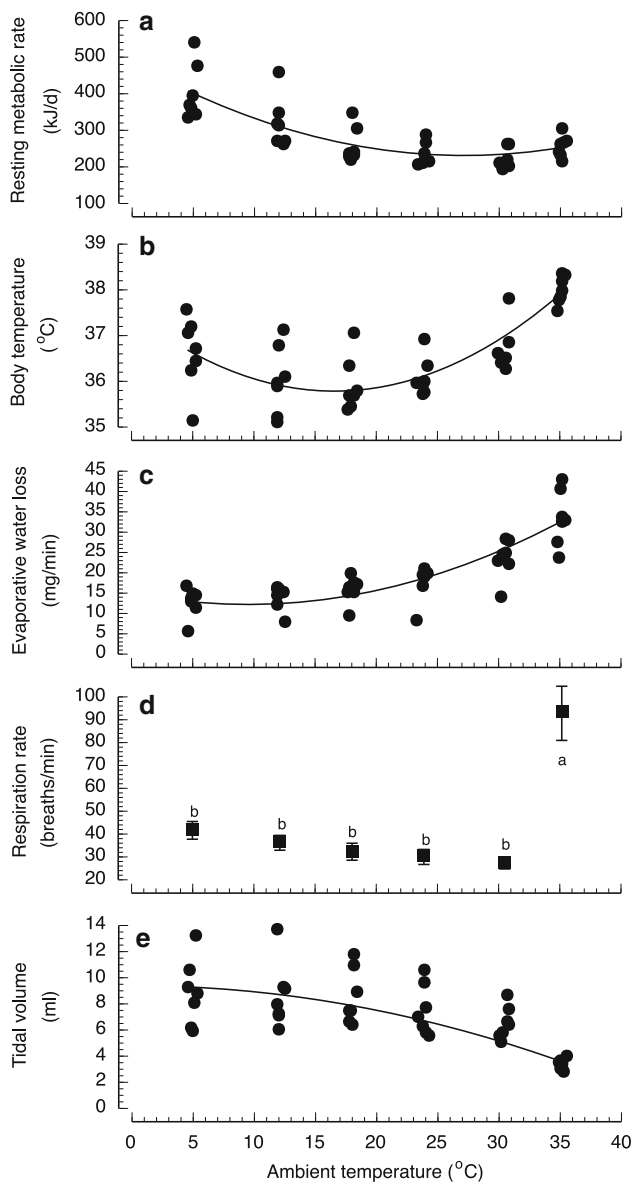 a
600
500
400
300
200
100
Resting metabolic rate
(kJ/d)
b
39
38
37
36
35
Body temperature
(°C)
c
45
40
35
30
25
20
15
10
5
0
Evaporative water loss
(mg/min)
d
100
90
80
70
60
50
40
30
20
Respiration rate
(breaths/min)
b
b
b
b
b
a
e
14
12
10
8
6
4
2
0
Tidal volume
(ml)
0 5 10 15 20 25 30 35 40
Ambient temperature (°C)